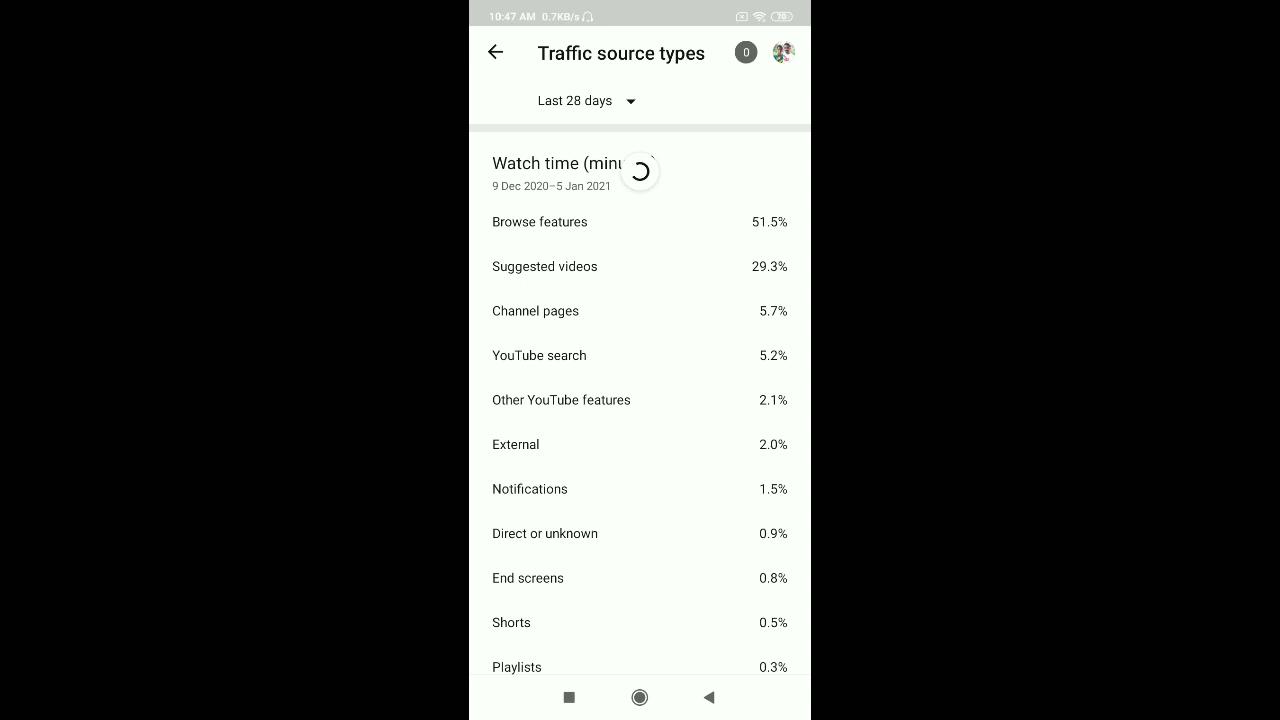 10:47 AM 0.7KB/s 70
Traffic source types 0
Last 28 days
Watch time (minu
9 Dec 2020–5 Jan 2021
Browse features 51.5%
Suggested videos 29.3%
Channel pages 5.7%
YouTube search 5.2%
Other YouTube features 2.1%
External 2.0%
Notifications 1.5%
Direct or unknown 0.9%
End screens 0.8%
Shorts 0.5%
Playlists 0.3%